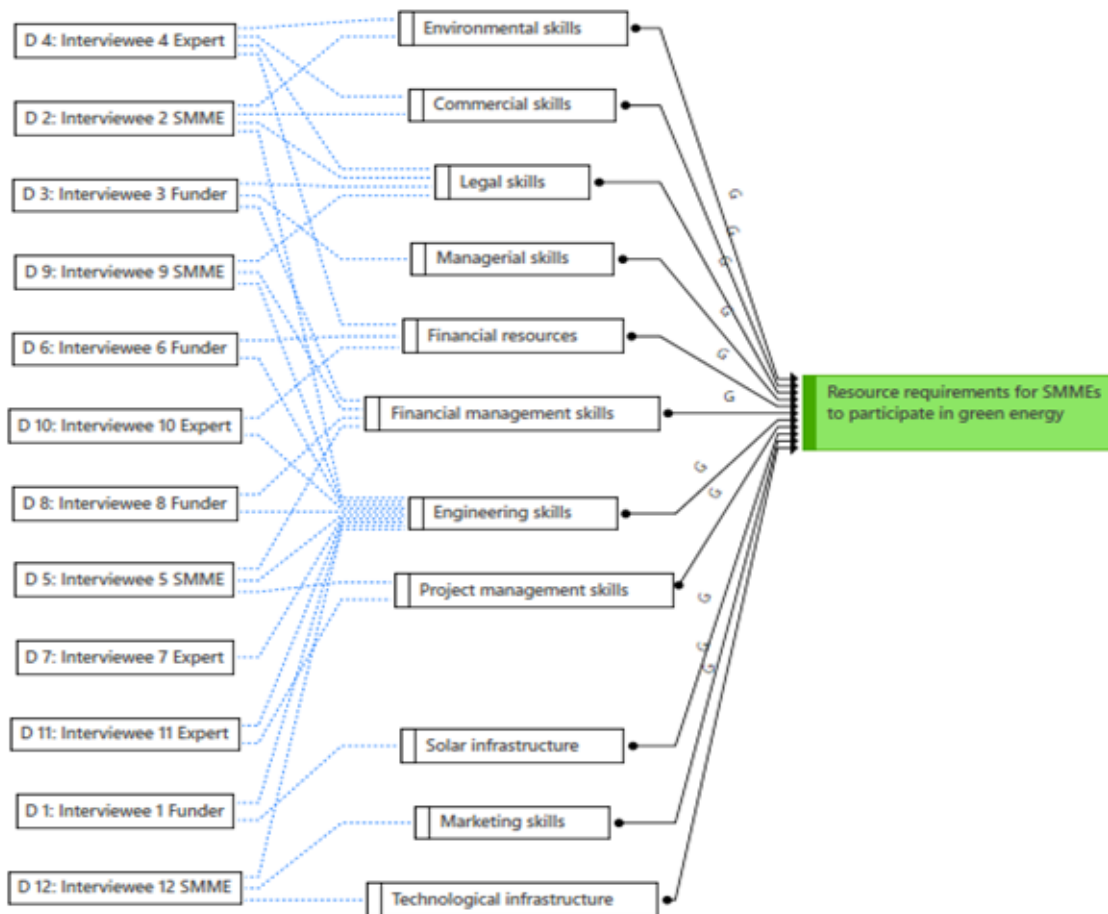 D 4: Interviewee 4 Expert
D 2: Interviewee 2 SMME
D 3: Interviewee 3 Funder
D 9: Interviewee 9 SMME
D 6: Interviewee 6 Funder
D 10: Interviewee 10 Expert
D 8: Interviewee 8 Funder
D 5: Interviewee 5 SMME
D 7: Interviewee 7 Expert
D 11: Interviewee 11 Expert
D 1: Interviewee 1 Funder
D 12: Interviewee 12 SMME
Environmental skills
Commercial skills
Legal skills
Managerial skills
Financial resources
Financial management skills
Engineering skills
Project management skills
Solar infrastructure
Marketing skills
Technological infrastructure
G
G
G
G
G
G
G
G
G
G
G
Resource requirements for SMMEs
to participate in green energy